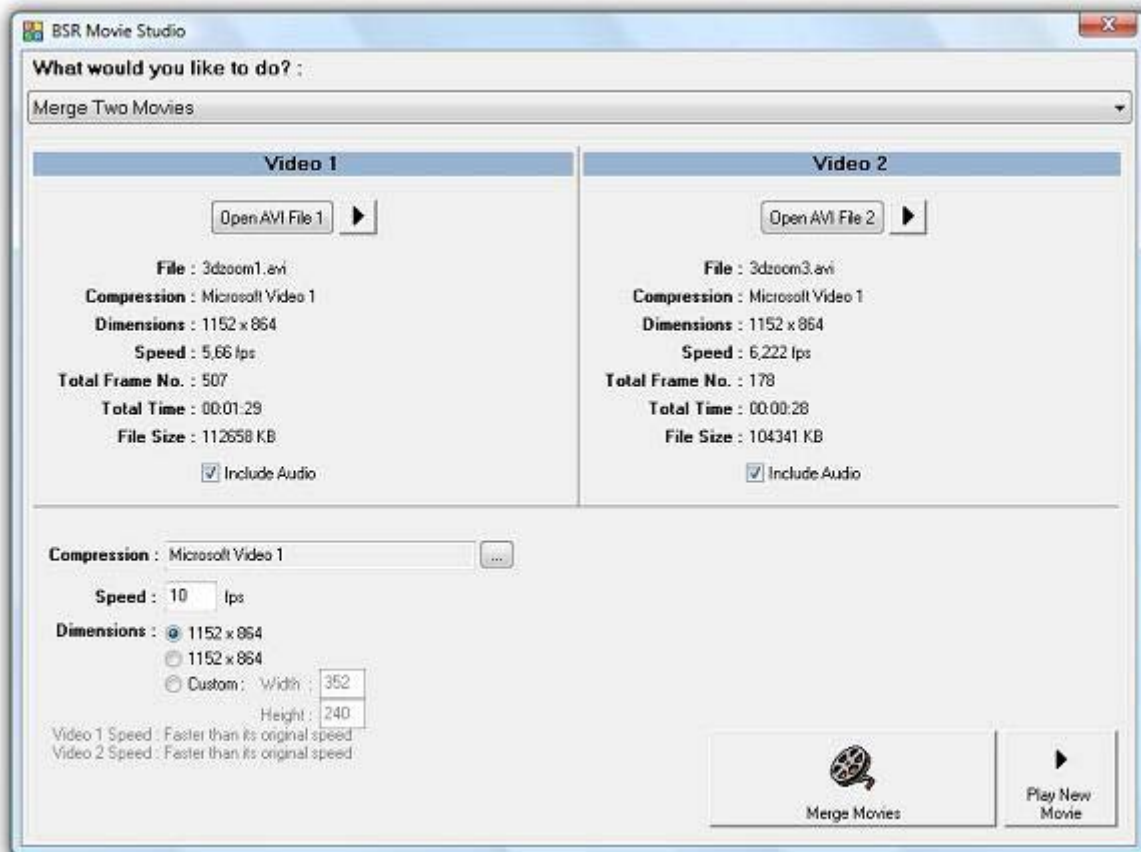 BSR Movie Studio
What would you like to do? :
Merge Two Movies
Video 1
Open AVI File 1
File : 3dzoom1.avi
Compression : Microsoft Video 1
Dimensions : 1152 x 864
Speed : 5,66 fps
Total Frame No. : 507
Total Time : 00:01:29
File Size : 112658 KB
Include Audio
Video 2
Open AVI File 2
File : 3dzoom3.avi
Compression : Microsoft Video 1
Dimensions : 1152 x 864
Speed : 6,222 fps
Total Frame No. : 178
Total Time : 00:00:28
File Size : 104341 KB
Include Audio
Compression : Microsoft Video 1 ...
Speed : 10 fps
Dimensions : 1152 x 864
1152 x 864
Custom : Width : 352
Height : 240
Video 1 Speed : Faster than its original speed
Video 2 Speed : Faster than its original speed
Merge Movies
Play New
Movie